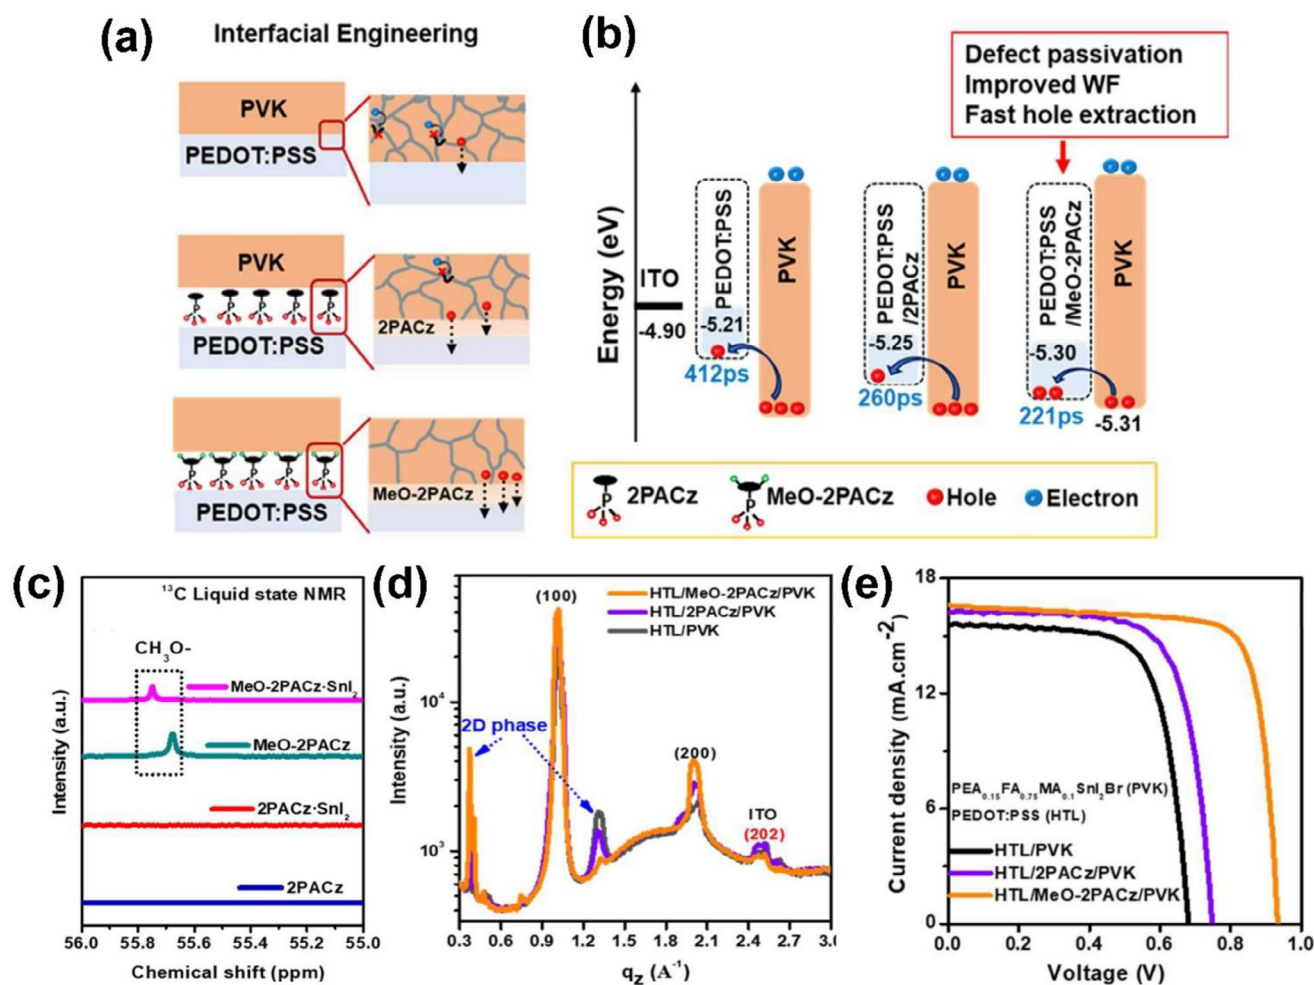 (a)
Interfacial Engineering
PVK
PEDOT:PSS
PVK
P P P P P
PEDOT:PSS
2PACz
P P P P P
PEDOT:PSS
MeO-2PACz
(b)
Defect passivation
Improved WF
Fast hole extraction
Energy (eV)
ITO
-4.90
PEDOT:PSS
-5.21
412ps
PVK
PEDOT:PSS
/2PACz
-5.25
260ps
PVK
PEDOT:PSS
/MeO-2PACz
-5.30
221ps
PVK
-5.31
P
2PACz
P
MeO-2PACz
Hole
Electron
(c)
¹³C Liquid state NMR
CH₃O-
MeO-2PACz·SnI₂
MeO-2PACz
2PACz·SnI₂
2PACz
Intensity (a.u.)
56.0 55.8 55.6 55.4 55.2 55.0
Chemical shift (ppm)
(d)
(100)
HTL/MeO-2PACz/PVK
HTL/2PACz/PVK
HTL/PVK
2D phase
(200)
ITO
(202)
10⁴
10³
Intensity (a.u.)
0.3 0.9 1.2 1.5 1.8 2.1 2.4 2.7 3.0
q_z (A⁻¹)
(e)
18
12
6
0
Current density (mA.cm⁻²)
PEA₀.₁₅FA₀.₇₅MA₀.₁SnI₂Br (PVK)
PEDOT:PSS (HTL)
HTL/PVK
HTL/2PACz/PVK
HTL/MeO-2PACz/PVK
0.0 0.2 0.4 0.6 0.8 1.0
Voltage (V)